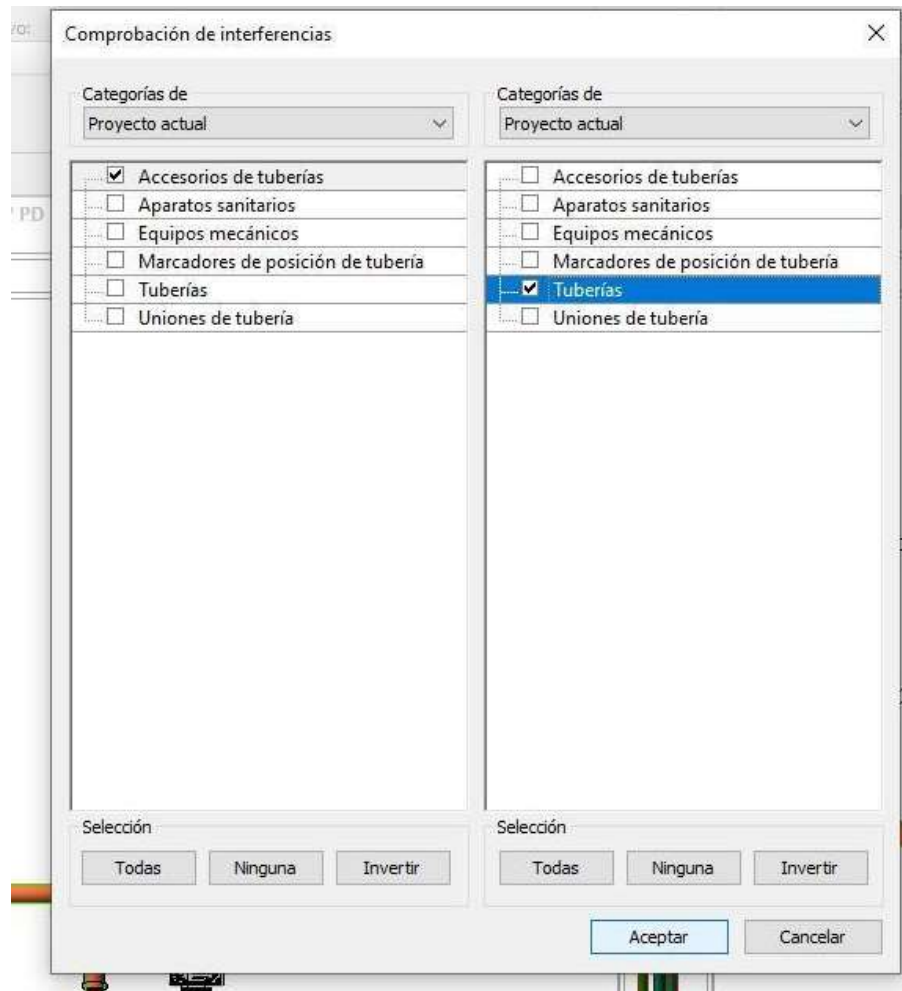 vo:
Comprobación de interferencias
Categorías de
Proyecto actual
Accesorios de tuberías
Aparatos sanitarios
Equipos mecánicos
Marcadores de posición de tubería
Tuberías
Uniones de tubería
Selección
Todas Ninguna Invertir
Categorías de
Proyecto actual
Accesorios de tuberías
Aparatos sanitarios
Equipos mecánicos
Marcadores de posición de tubería
Tuberías
Uniones de tubería
Selección
Todas Ninguna Invertir
Aceptar Cancelar
PD